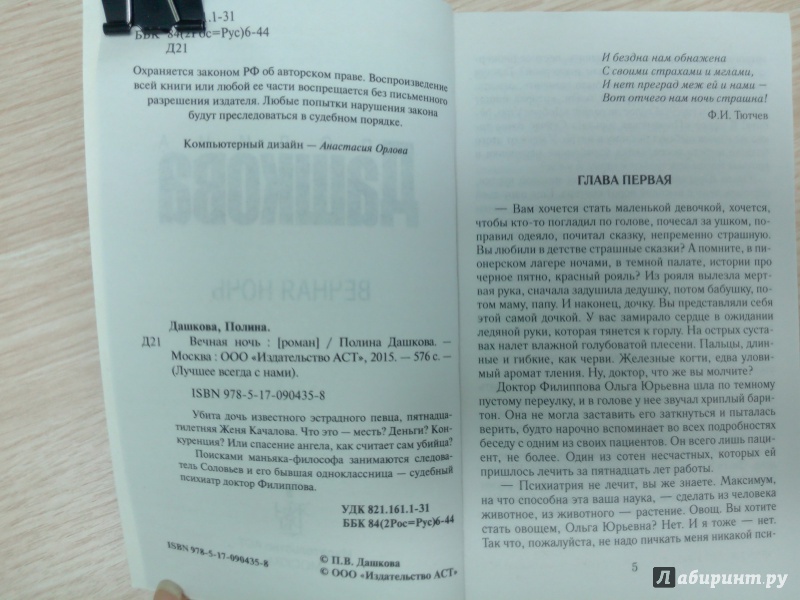 .1-31
ББК 84(2Рос=Рус)6-44
Д21
Охраняется законом РФ об авторском праве. Воспроизведение
всей книги или любой ее части воспрещается без письменного
разрешения издателя. Любые попытки нарушения закона
будут преследоваться в судебном порядке.
Компьютерный дизайн — Анастасия Орлова
Дашкова, Полина.
Д21 Вечная ночь : [роман] / Полина Дашкова. —
Москва : ООО «Издательство АСТ», 2015. — 576 с. —
(Лучшее всегда с нами).
ISBN 978-5-17-090435-8
Убита дочь известного эстрадного певца, пятнадца-
тилетняя Женя Качалова. Что это — месть? Деньги? Кон-
куренция? Или спасение ангела, как считает сам убийца?
Поисками маньяка-философа занимаются следова-
тель Соловьев и его бывшая одноклассница — судебный
психиатр доктор Филиппова.
УДК 821.161.1-31
ББК 84(2Рос=Рус)6-44
ISBN 978-5-17-090435-8
© П.В. Дашкова
© ООО «Издательство АСТ»
И бездна нам обнажена
С своими страхами и мглами,
И нет преград меж ей и нами —
Вот отчего нам ночь страшна!
Ф.И. Тютчев
ГЛАВА ПЕРВАЯ
— Вам хочется стать маленькой девочкой, хочется,
чтобы кто-то погладил по голове, почесал за ушком, по-
правил одеяло, почитал сказку, непременно страшную.
Вы любили в детстве страшные сказки? А помните, в пи-
онерском лагере ночами, в темной палате, истории про
черное пятно, красный рояль? Из рояля вылезла мерт-
вая рука, сначала задушила дедушку, потом бабушку, по-
том маму, папу. И наконец, дочку. Вы представляли себя
этой самой дочкой. У вас замирало сердце в ожидании
ледяной руки, которая тянется к горлу. На острых суста-
вах налет влажной голубоватой плесени. Пальцы, длин-
ные и гибкие, как черви. Железные когти, едва уловимый
аромат тления. Ну, доктор, что же вы молчите?
Доктор Филиппова Ольга Юрьевна шла по темному
пустому переулку, и в голове у нее звучал хриплый бари-
тон. Она не могла заставить его заткнуться и пыталась
верить, будто нарочно вспоминает во всех подробностях
беседу с одним из своих пациентов. Он всего лишь паци-
ент, не более. Один из сотен несчастных, которых ей
пришлось лечить за пятнадцать лет работы.
— Психиатрия не лечит, вы же знаете. Максимум,
на что способна эта ваша наука, — сделать из человека
животное, из животного — растение. Овощ. Вы хотите
стать овощем, Ольга Юрьевна? Нет. И я тоже — нет.
Так что, пожалуйста, не надо пичкать меня никакой пси-
5
Лабиринт.ру